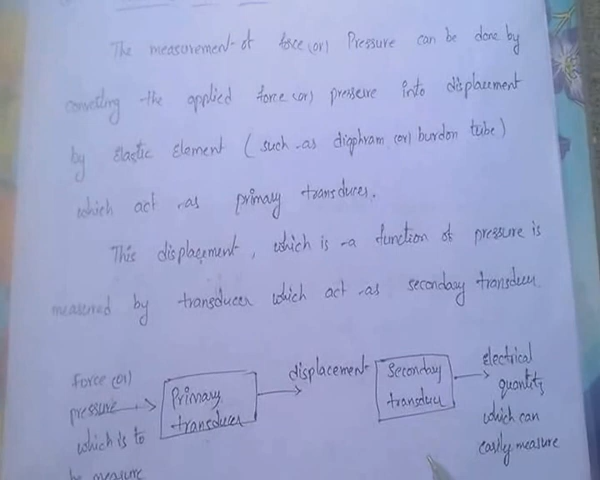 The measurement of force (or) Pressure can be done by
converting the applied force (or) pressure into displacement
by Elastic Element (such as diaphram (or) burdon tube)
which act as primary transducer.
This displacement, which is a function of pressure is
measured by transducer which act as secondary transducer
Force (or)
pressure
which is to
be measure
Primary
transducer
displacement
Secondary
transducer
electrical
quantity
which can
easily measure